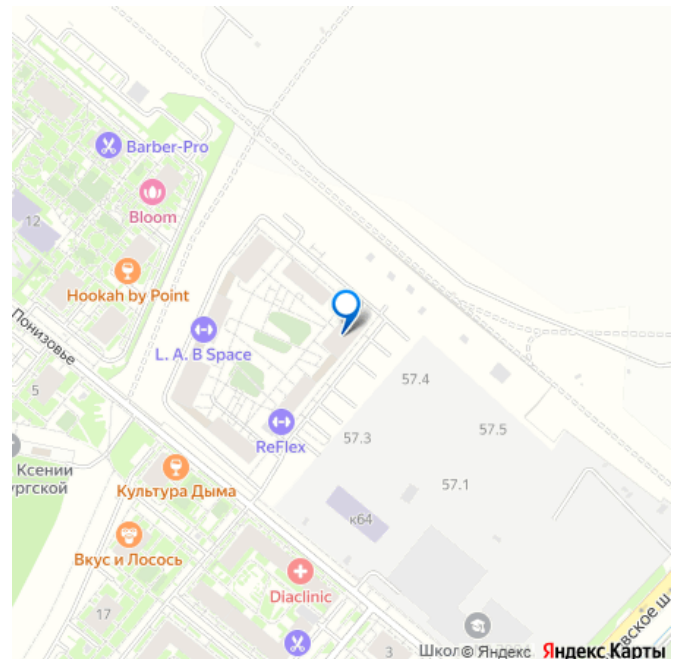 Barber-Pro
Bloom
12
Hookah by Point
Понизовье
L. A. B Space
5
57.4
57.5
57.3
57.1
ReFlex
Ксении
ургской
Культура Дыма
к64
Вкус и Лосось
Diaclinic
17
3
Школ
вское ш.
© Яндекс Яндекс Карты